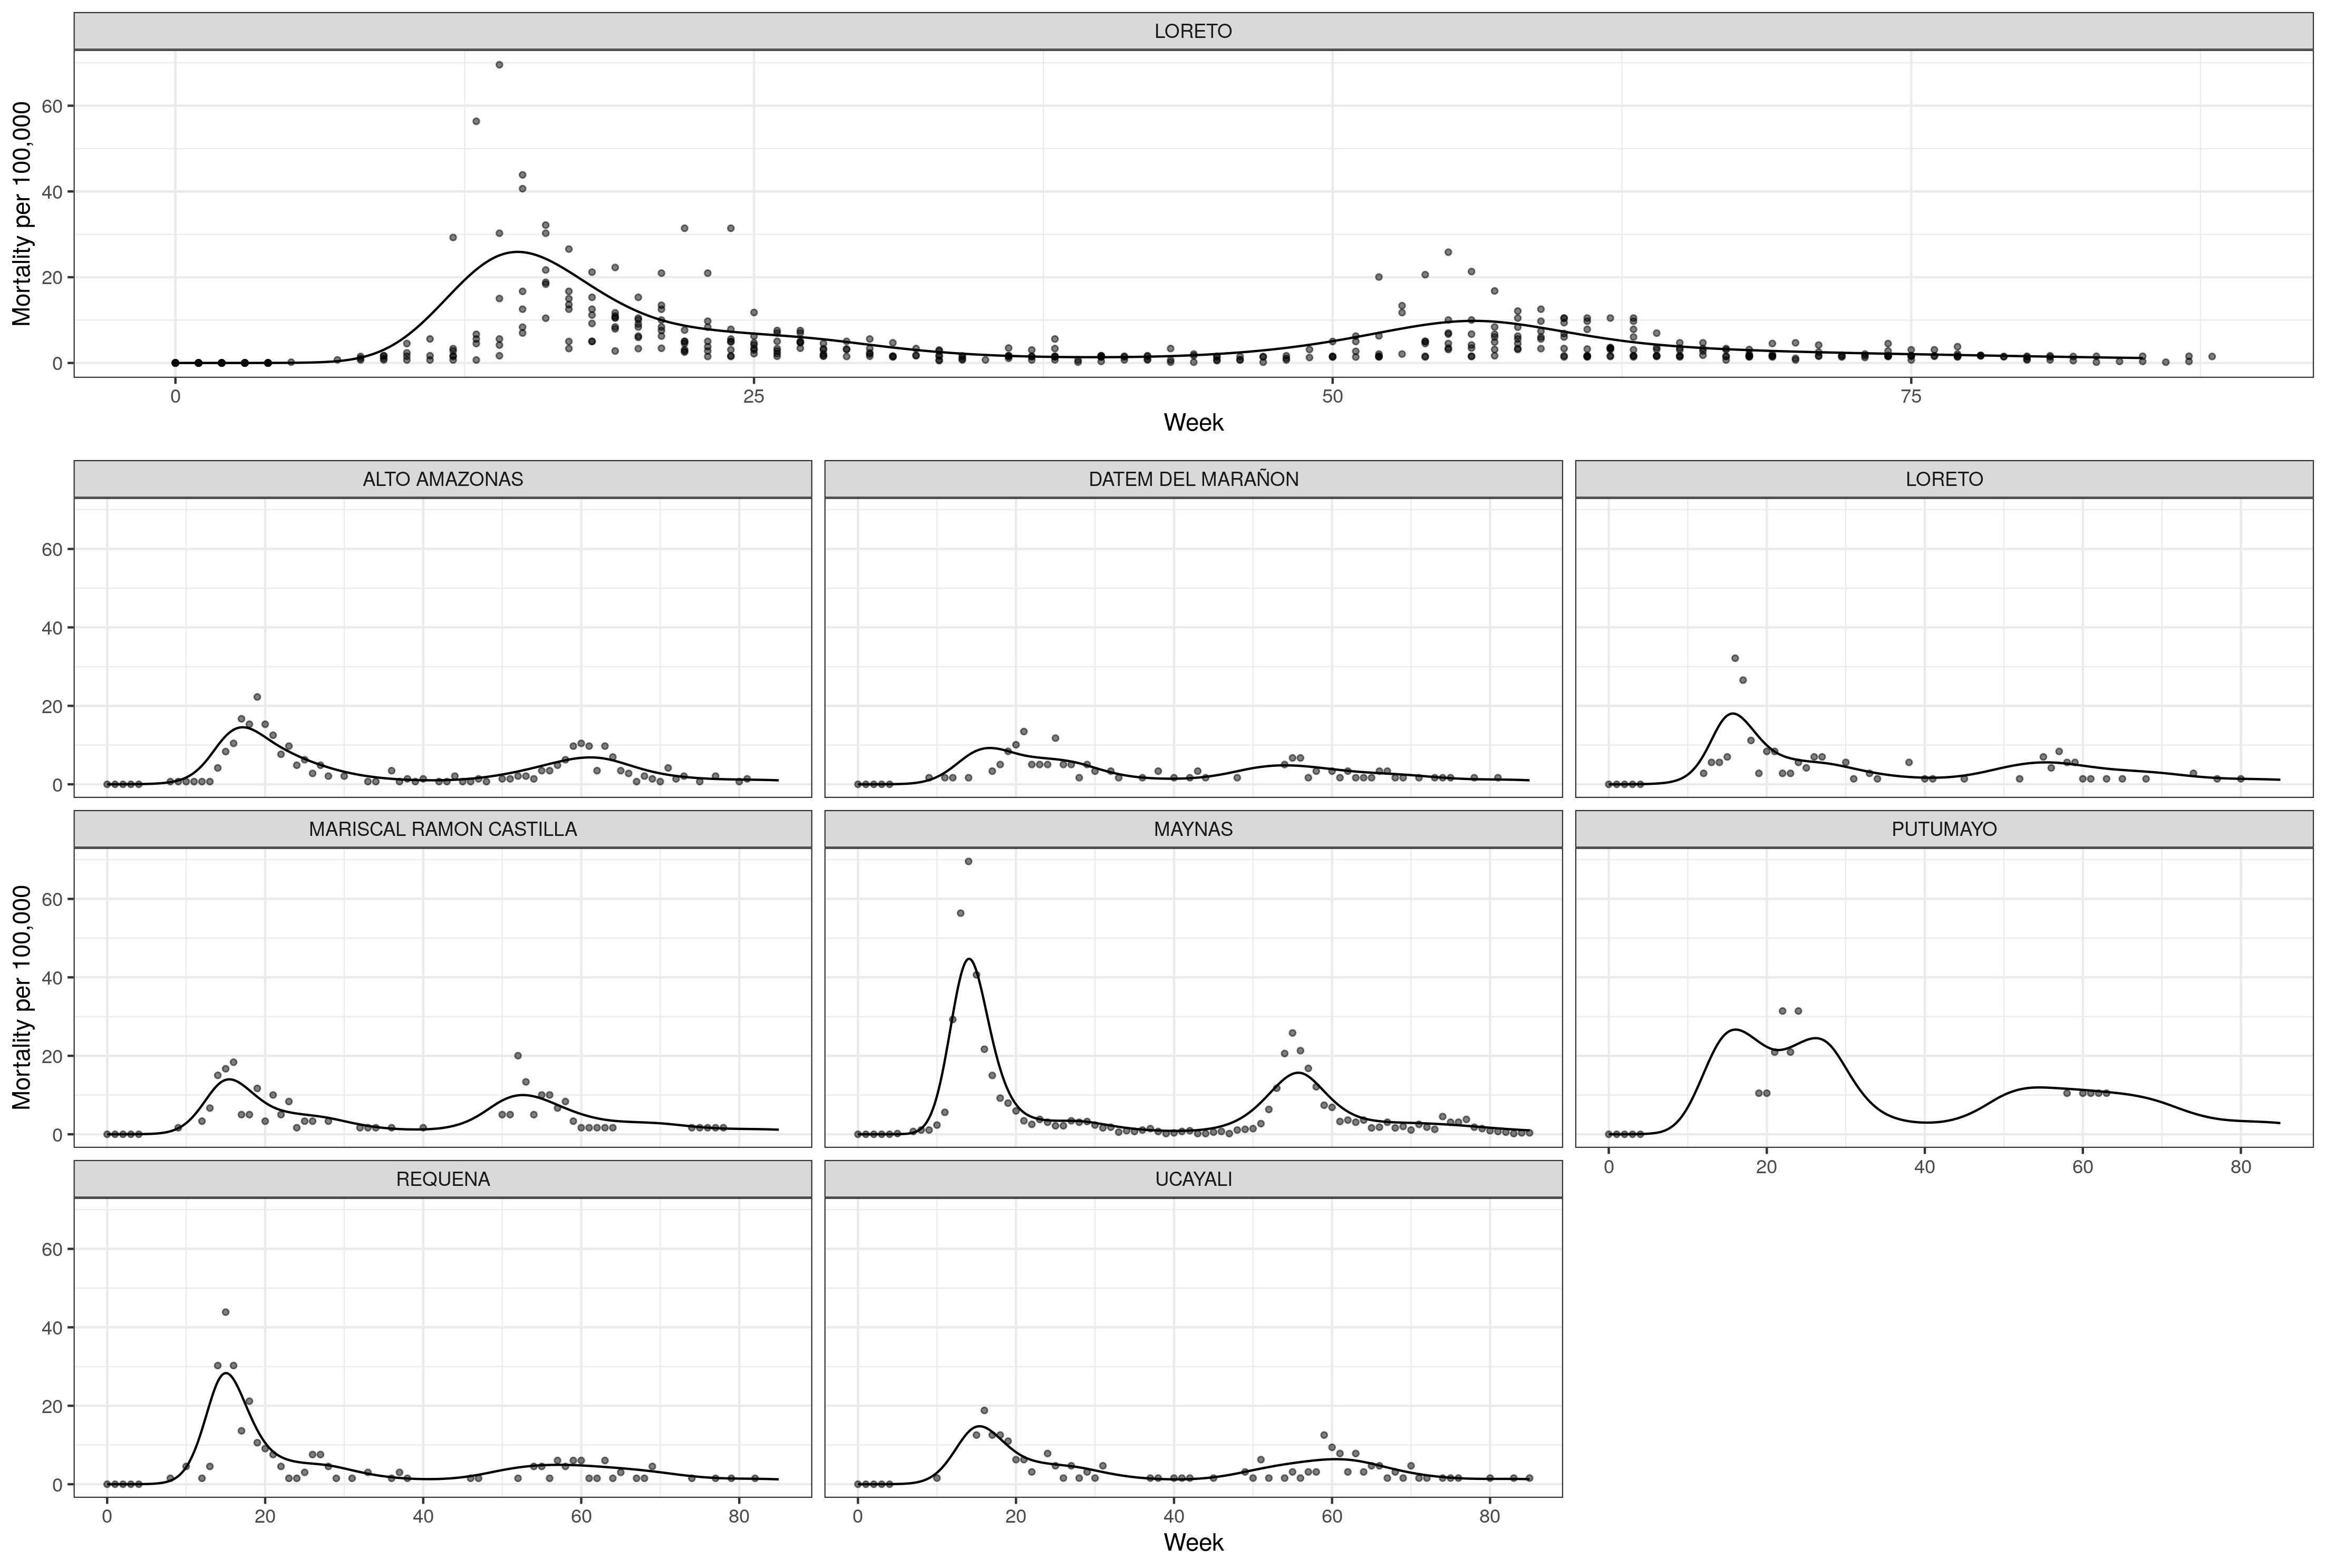 LORETO
Mortality per 100,000
60
40
20
0
0 25 50 75
Week
ALTO AMAZONAS DATEM DEL MARAÑON LORETO
60
40
20
0
MARISCAL RAMON CASTILLA MAYNAS PUTUMAYO
Mortality per 100,000
60
40
20
0
0 20 40 60 80
REQUENA UCAYALI
60
40
20
0
0 20 40 60 80 0 20 40 60 80
Week